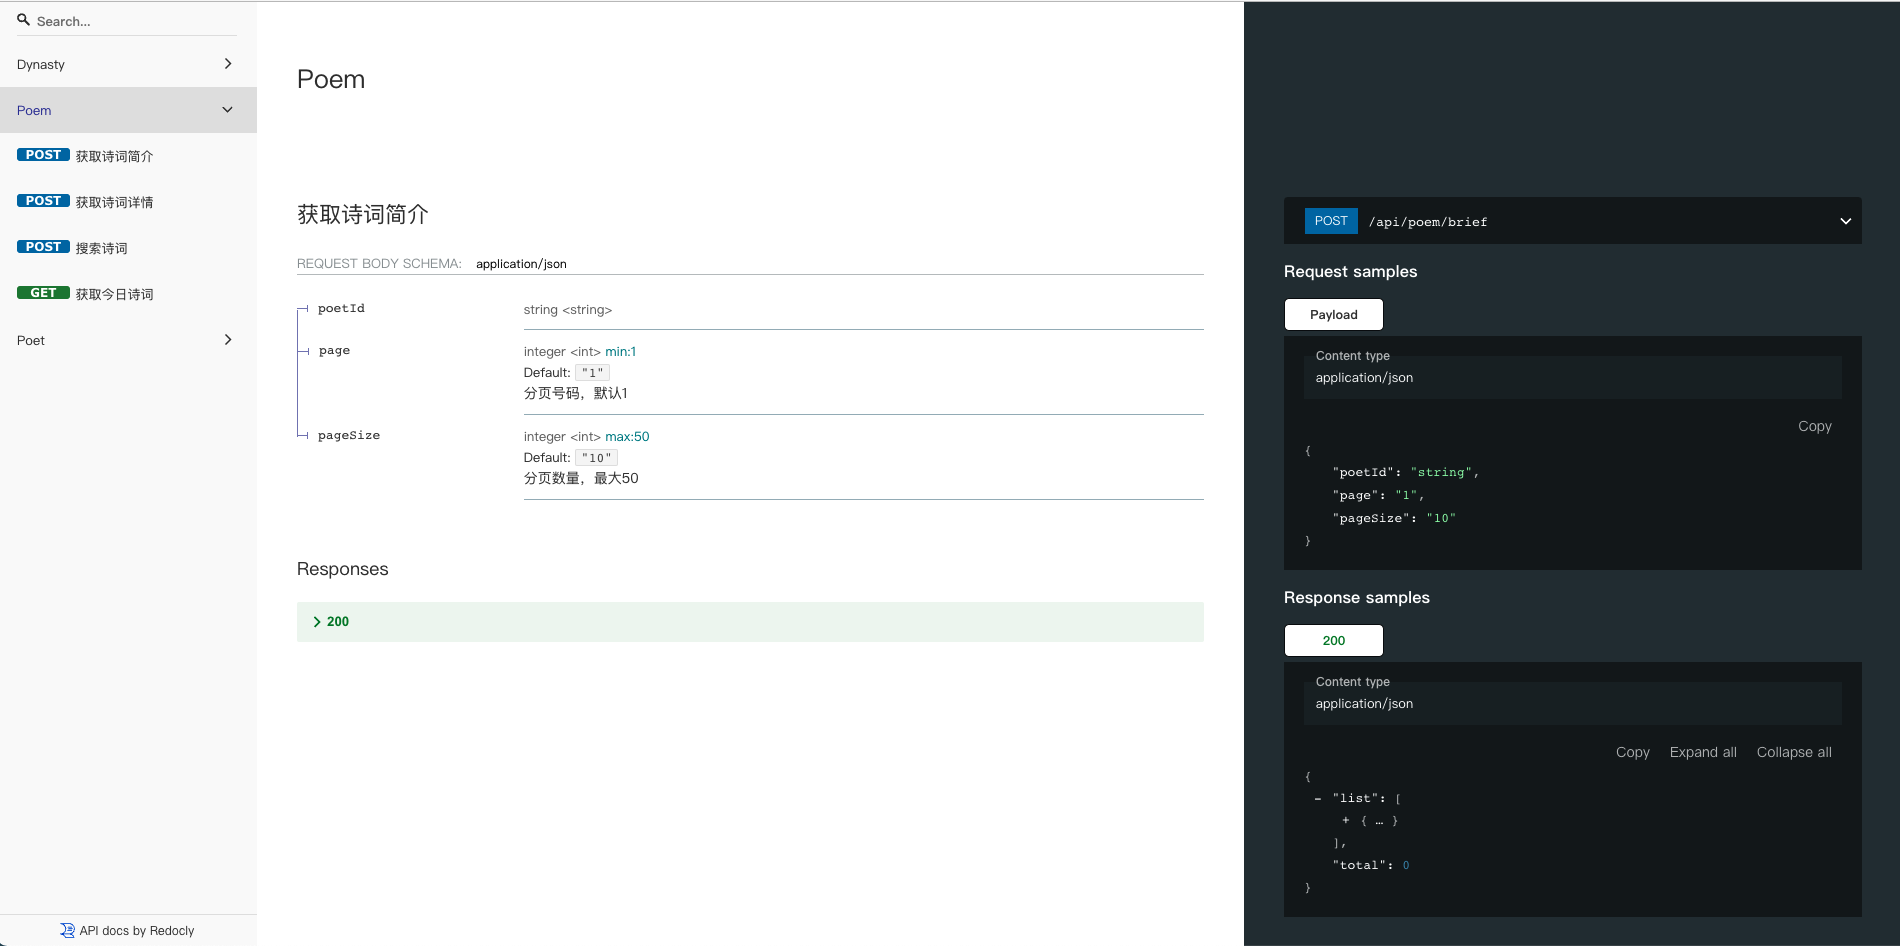 Search...
Dynasty
Poem
POST 获取诗词简介
POST 获取诗词详情
POST 搜索诗词
GET 获取今日诗词
Poet
API docs by Redocly
Poem
获取诗词简介
REQUEST BODY SCHEMA: application/json
poetId string <string>
page integer <int> min:1
Default: "1"
分页号码，默认1
pageSize integer <int> max:50
Default: "10"
分页数量，最大50
Responses
200
POST /api/poem/brief
Request samples
Payload
Content type
application/json
Copy
{
"poetId": "string",
"page": "1",
"pageSize": "10"
}
Response samples
200
Content type
application/json
Copy Expand all Collapse all
{
- "list": [
+ { … }
],
"total": 0
}